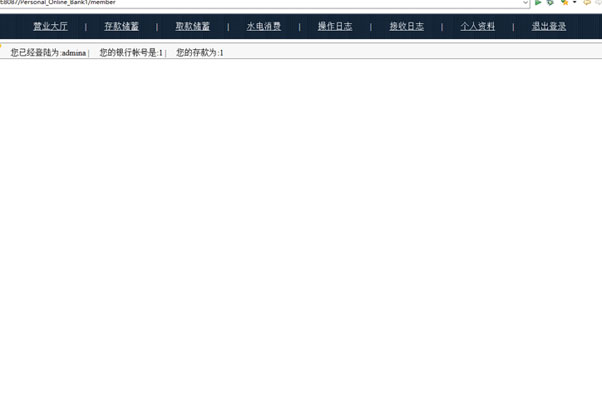 E8087/Personal_Online_Bank1/member
营业大厅 | 存款储蓄 | 取款储蓄 | 水电消费 | 操作日志 | 接收日志 | 个人资料 | 退出登录
您已经登陆为:admina | 您的银行帐号是:1 | 您的存款为:1